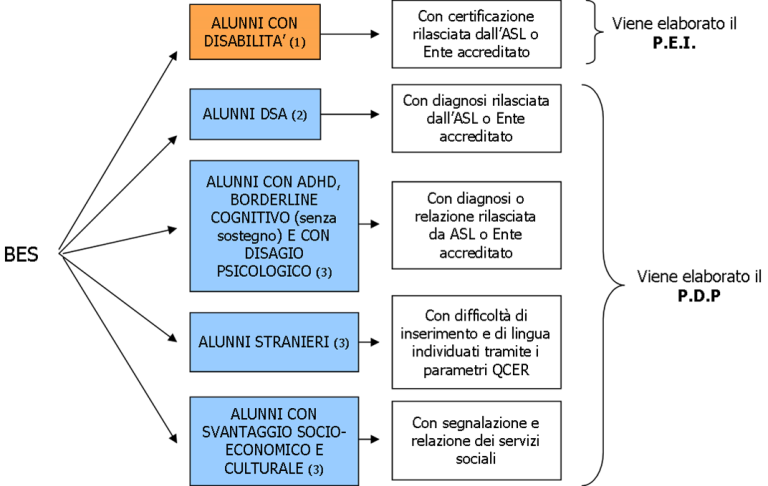 BES
ALUNNI CON
DISABILITA’ (1)
Con certificazione
rilasciata dall’ASL o
Ente accreditato
Viene elaborato il
P.E.I.
ALUNNI DSA (2)
Con diagnosi rilasciata
dall’ASL o Ente
accreditato
ALUNNI CON ADHD,
BORDERLINE
COGNITIVO (senza
sostegno) E CON
DISAGIO
PSICOLOGICO (3)
Con diagnosi o
relazione rilasciata
da ASL o Ente
accreditato
ALUNNI STRANIERI (3)
Con difficoltà di
inserimento e di lingua
individuati tramite i
parametri QCER
ALUNNI CON
SVANTAGGIO SOCIO-
ECONOMICO E
CULTURALE (3)
Con segnalazione e
relazione dei servizi
sociali
Viene elaborato il
P.D.P